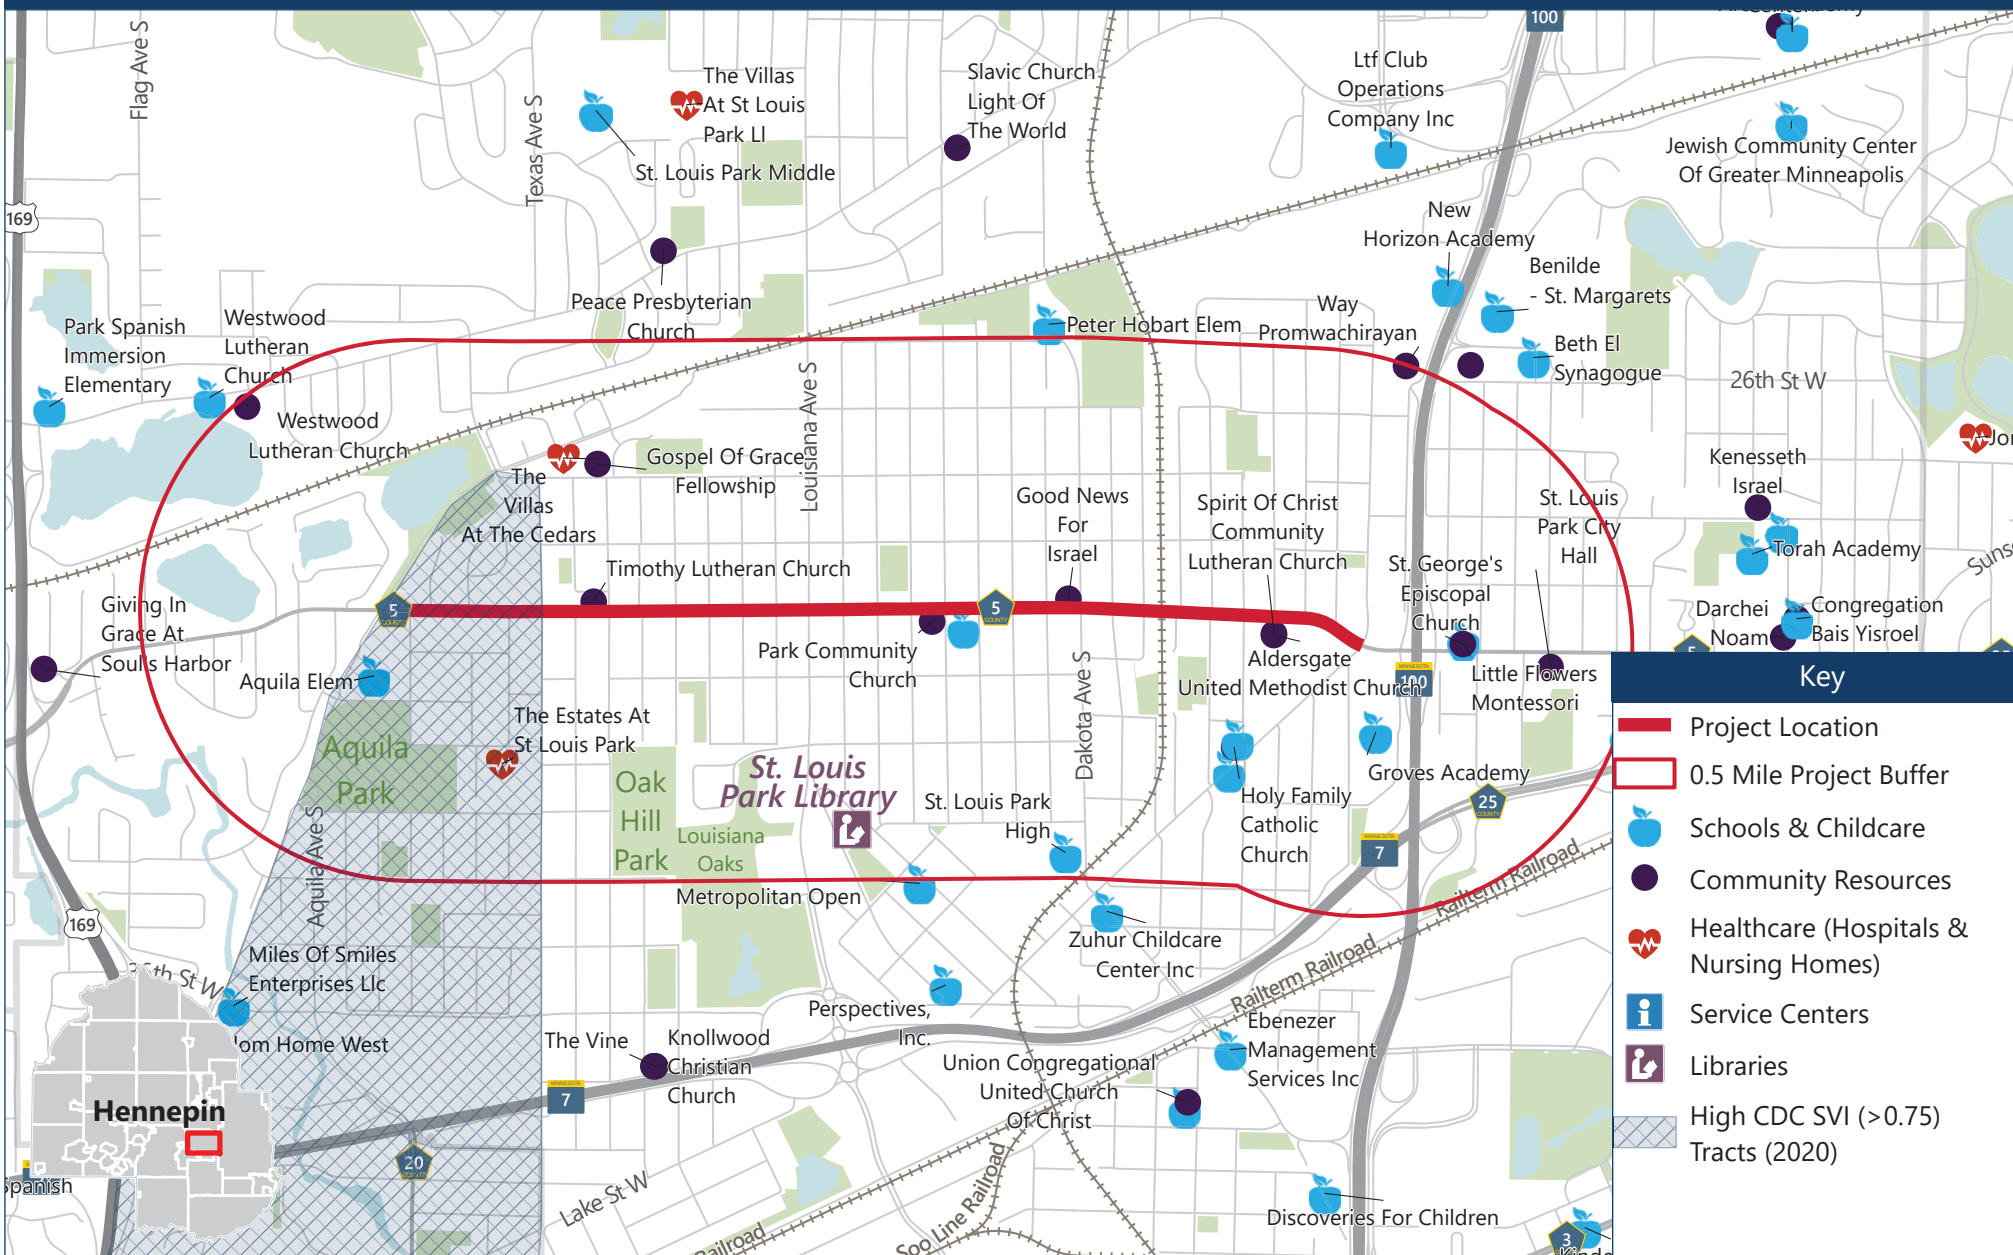 100
Flag Ave S
Texas Ave S
The Villas
At St Louis
Park Ll
St. Louis Park Middle
Slavic Church
Light Of
The World
Ltf Club
Operations
Company Inc
Jewish Community Center
Of Greater Minneapolis
169
New
Horizon Academy
Benilde
- St. Margarets
Peace Presbyterian
Church
Way
Promwachirayan
Peter Hobart Elem
Park Spanish
Immersion
Elementary
Westwood
Lutheran
Church
Beth El
Synagogue
26th St W
Westwood
Lutheran Church
Louisiana Ave S
Gospel Of Grace
Fellowship
The
Villas
At The Cedars
Good News
For
Israel
Spirit Of Christ
Community
Lutheran Church
St. Louis
Park City
Hall
Kenesseth
Israel
Torah Academy
Timothy Lutheran Church
St. George's
Episcopal
Church
Giving In
Grace At
Souls Harbor
5
COUNTY
5
COUNTY
Darchei
Noam
Congregation
Bais Yisroel
5
Park Community
Church
Aldersgate
United Methodist Church
MINNESOTA
100
Little Flowers
Montessori
Aquila Elem
Dakota Ave S
The Estates At
St Louis Park
Aquila
Park
Oak
Hill
Park
St. Louis
Park Library
Louisiana
Oaks
St. Louis Park
High
Groves Academy
25
COUNTY
Holy Family
Catholic
Church
MINNESOTA
7
Aquila Ave S
Metropolitan Open
Railterm Railroad
169
Zuhur Childcare
Center Inc
Miles Of Smiles
Enterprises Llc
Railterm Railroad
Perspectives,
Inc.
The Vine
Knollwood
Christian
Church
Ebenezer
Management
Services Inc
Union Congregational
United Church
Of Christ
MINNESOTA
7
Hennepin
20
COUNTY
Lake St W
Soo Line Railroad
Railroad
Discoveries For Children
3
Key
Project Location
0.5 Mile Project Buffer
Schools & Childcare
Community Resources
Healthcare (Hospitals &
Nursing Homes)
Service Centers
Libraries
High CDC SVI (>0.75)
Tracts (2020)